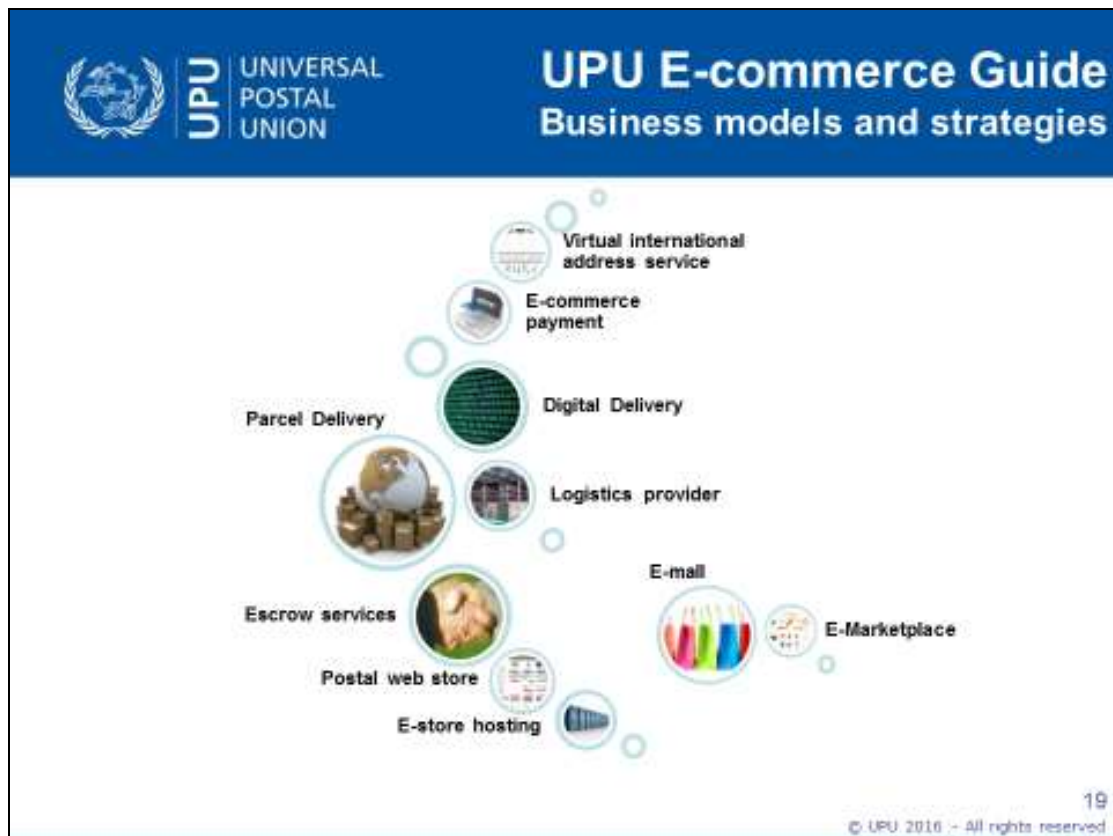 UPU
UNIVERSAL
POSTAL
UNION
UPU E-commerce Guide
Business models and strategies
Virtual international
address service
E-commerce
payment
Digital Delivery
Parcel Delivery
Logistics provider
E-mall
Escrow services
E-Marketplace
Postal web store
E-store hosting
19
© UPU 2016 - All rights reserved